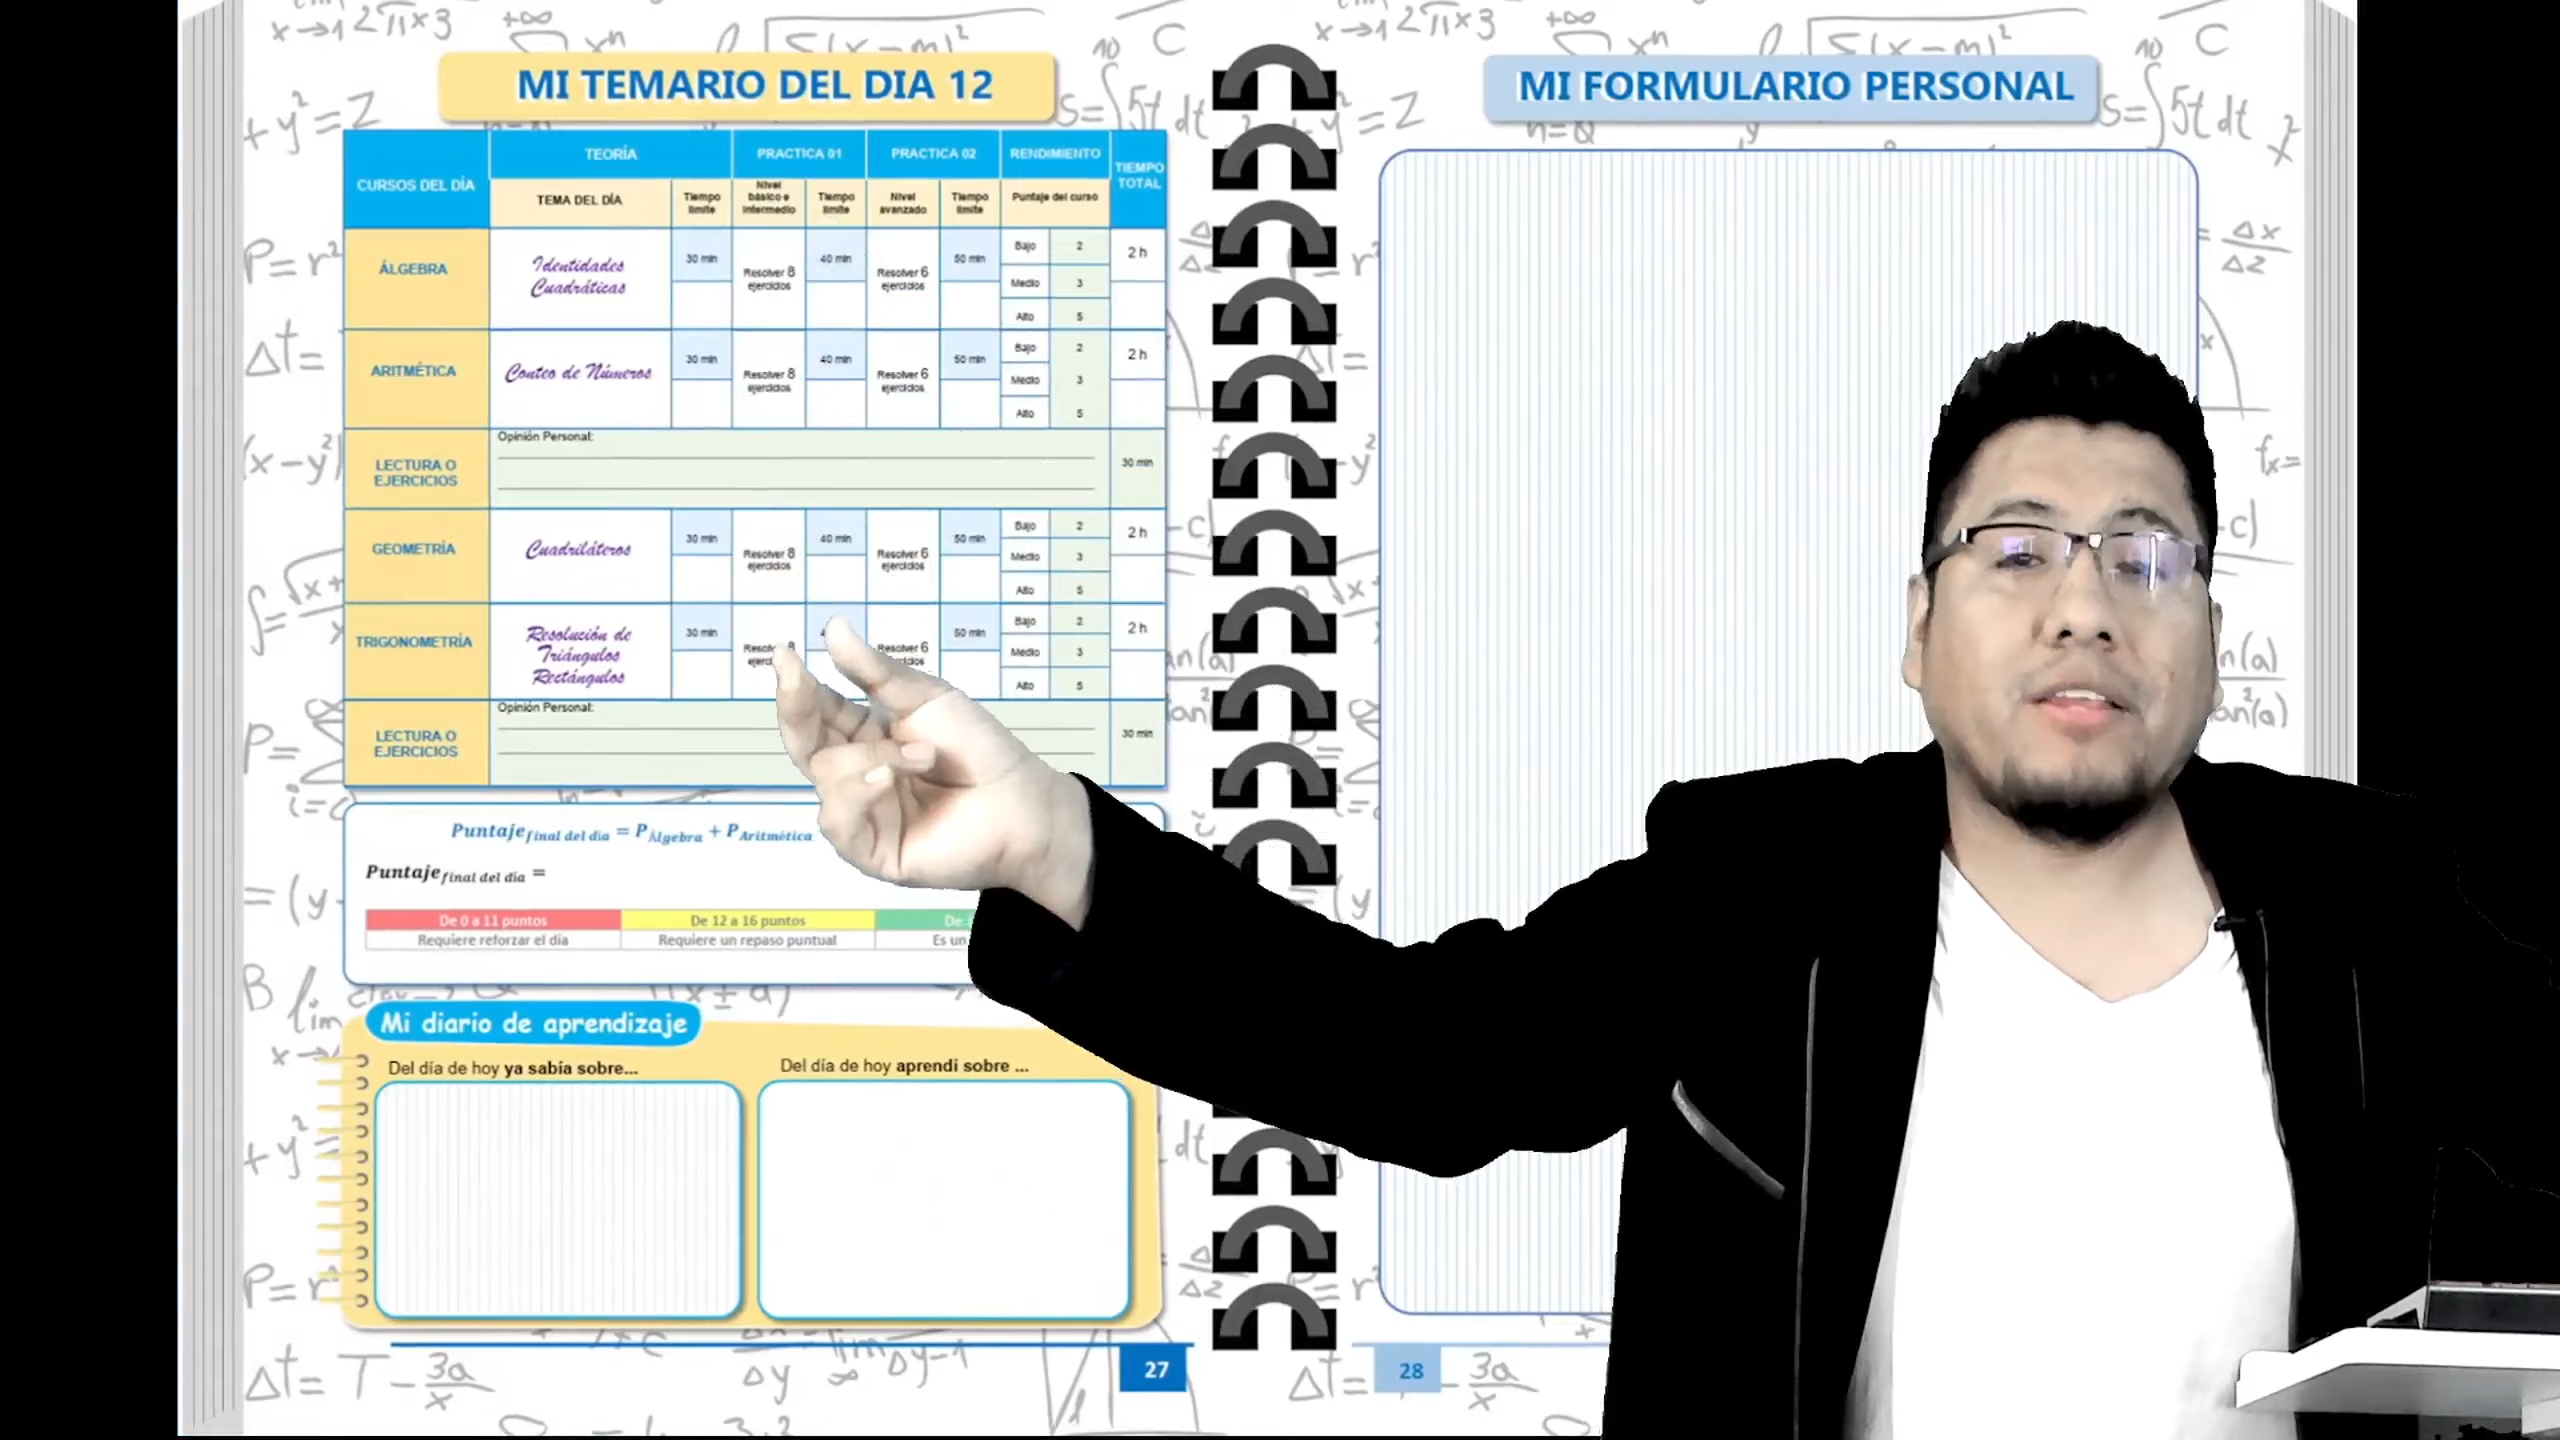 MI TEMARIO DEL DIA 12
CURSOS DEL DÍA
TEORÍA
PRACTICA 01
PRACTICA 02
RENDIMIENTO
TIEMPO
TOTAL
TEMA DEL DÍA
Tiempo
límite
Nivel
básico e
intermedio
Tiempo
límite
Nivel
avanzado
Tiempo
límite
Puntaje del curso
ÁLGEBRA
Identidades
Cuadráticas
30 min
Resolver 8
ejercicios
40 min
Resolver 6
ejercicios
50 min
Bajo 2
Medio 3
Alto 5
2 h
ARITMÉTICA
Conteo de Números
30 min
Resolver 8
ejercicios
40 min
Resolver 6
ejercicios
50 min
Bajo 2
Medio 3
Alto 5
2 h
LECTURA O
EJERCICIOS
Opinión Personal:
30 min
GEOMETRÍA
Cuadriláteros
30 min
Resolver 8
ejercicios
40 min
Resolver 6
ejercicios
50 min
Bajo 2
Medio 3
Alto 5
2 h
TRIGONOMETRÍA
Resolución de
Triángulos
Rectángulos
30 min
50 min
Bajo 2
Medio 3
Alto 5
2 h
LECTURA O
EJERCICIOS
Opinión Personal:
30 min
Puntaje final del día = P Álgebra + P Aritmética
Puntaje final del día =
De 0 a 11 puntos
De 12 a 16 puntos
De
Requiere reforzar el día
Requiere un repaso puntual
Es un
Mi diario de aprendizaje
Del día de hoy ya sabía sobre...
Del día de hoy aprendí sobre ...
27
MI FORMULARIO PERSONAL
28